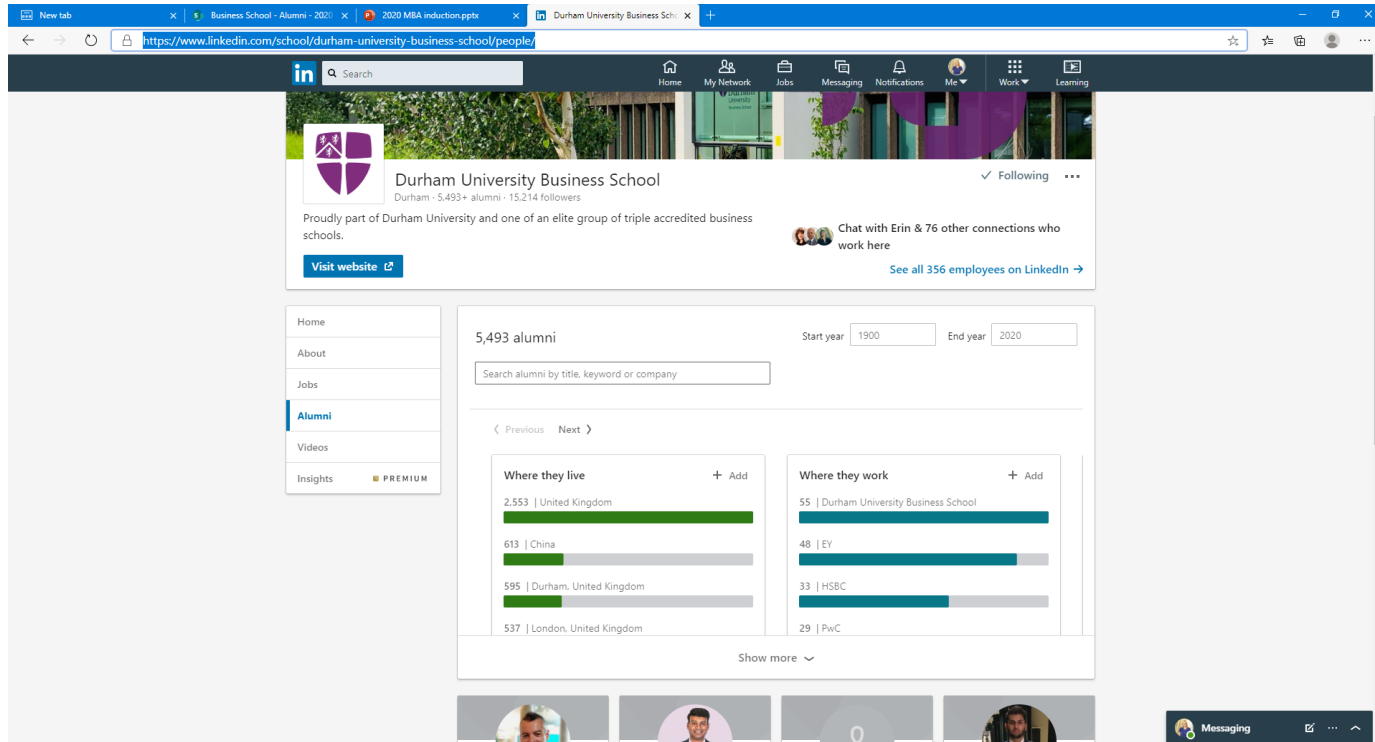 New tab
Business School - Alumni - 2020
2020 MBA induction.pptx
Durham University Business Scho
https://www.linkedin.com/school/durham-university-business-school/people/
in
Search
Home
My Network
Jobs
Messaging
Notifications
Me
Work
Learning
Durham University Business School
Following
Durham · 5,493+ alumni · 15,214 followers
Proudly part of Durham University and one of an elite group of triple accredited business
schools.
Chat with Erin & 76 other connections who
work here
Visit website
See all 356 employees on LinkedIn →
Home
About
Jobs
Alumni
Videos
Insights PREMIUM
5,493 alumni
Start year 1900
End year 2020
Search alumni by title, keyword or company
Previous Next
Where they live + Add
2,553 | United Kingdom
613 | China
595 | Durham, United Kingdom
537 | London, United Kingdom
Where they work + Add
55 | Durham University Business School
48 | EY
33 | HSBC
29 | PwC
Show more
Messaging